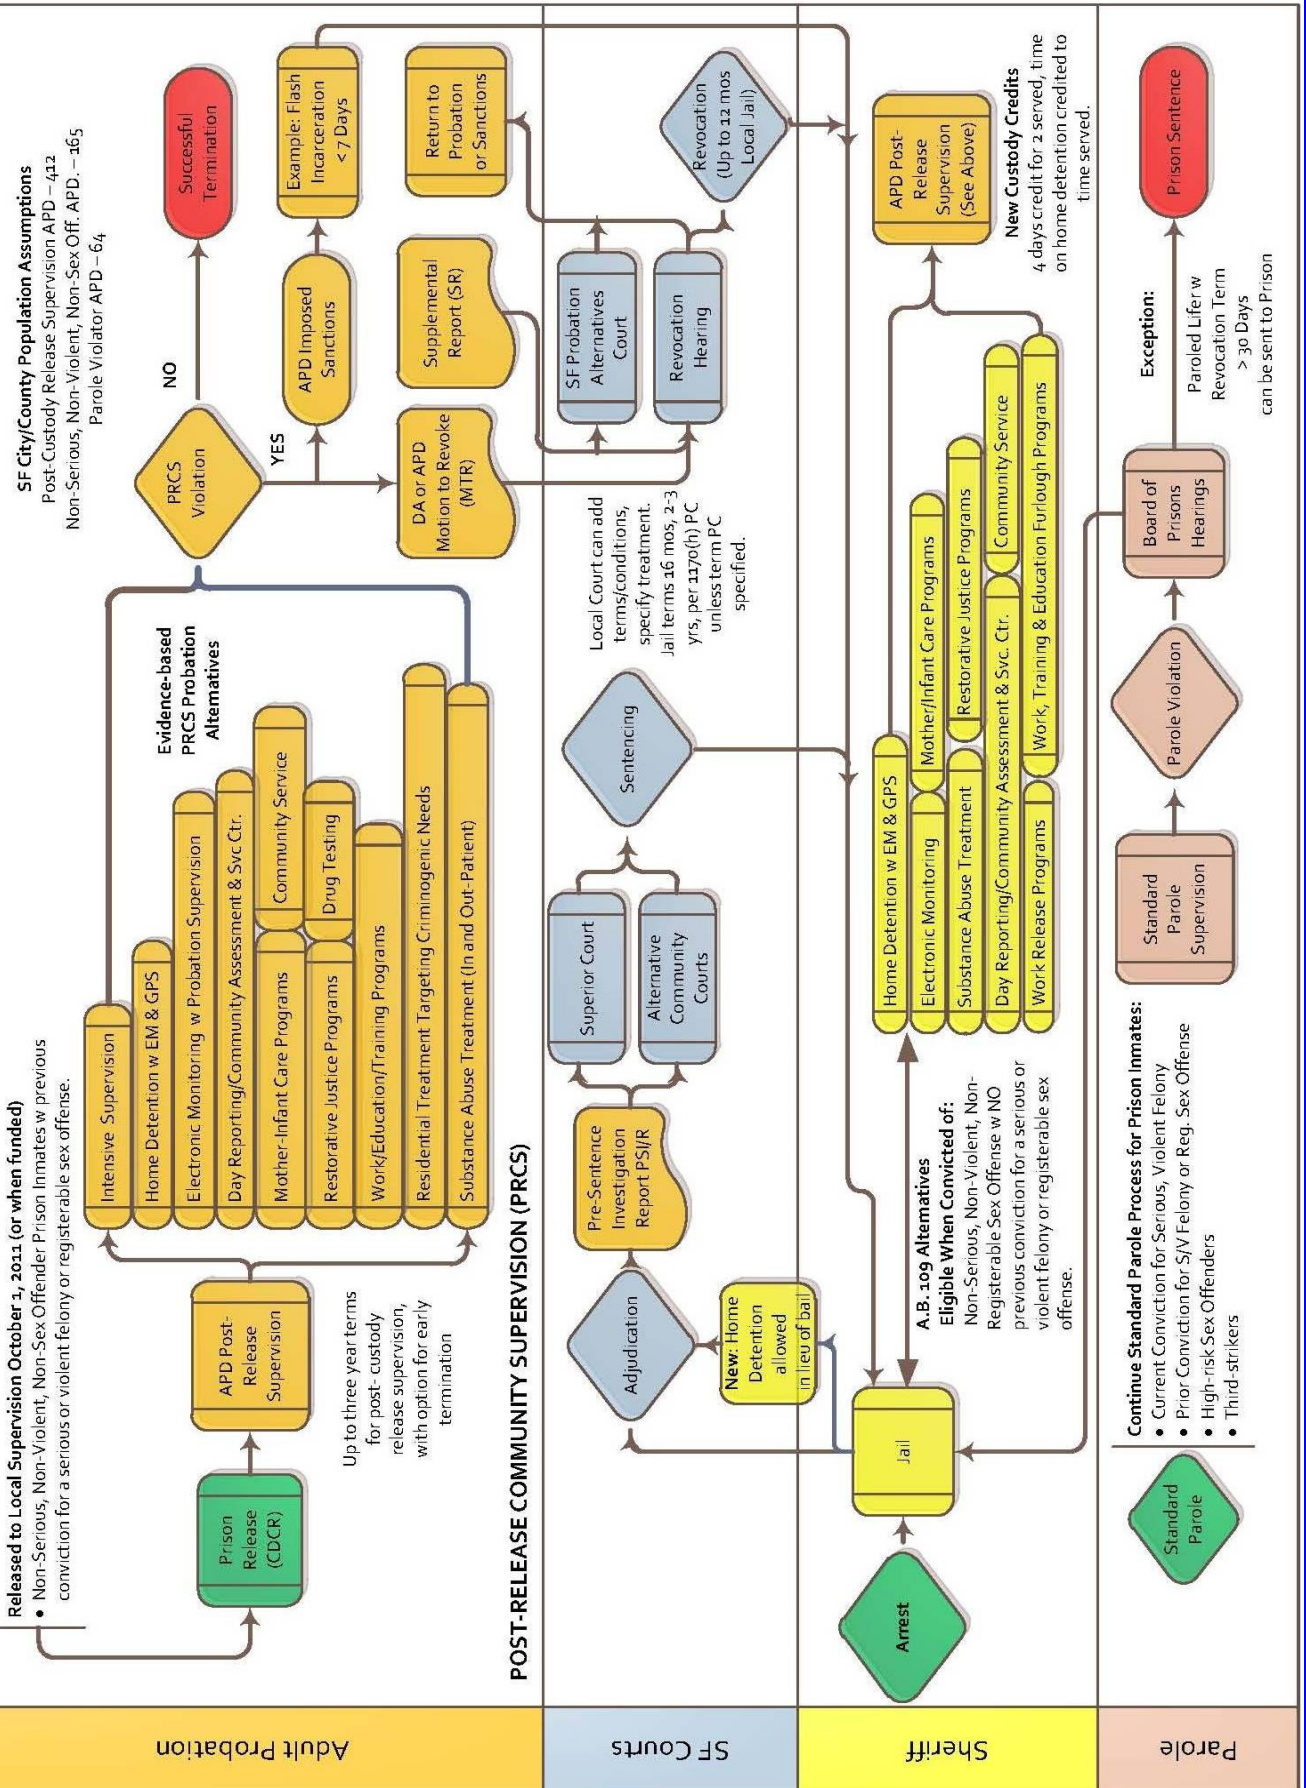 Adult Probation
Released to Local Supervision October 1, 2011 (or when funded)
• Non-Serious, Non-Violent, Non-Sex Offender Prison Inmates w previous
conviction for a serious or violent felony or registerable sex offense.
Prison
Release
(CDCR)
APD Post-
Release
Supervision
Up to three year terms
for post- custody
release supervision,
with option for early
termination
Intensive Supervision
Home Detention w EM & GPS
Electronic Monitoring w Probation Supervision
Day Reporting/Community Assessment & Svc Ctr.
Mother-Infant Care Programs
Community Service
Restorative Justice Programs
Drug Testing
Work/Education/Training Programs
Residential Treatment Targeting Criminogenic Needs
Substance Abuse Treatment (In and Out-Patient)
Evidence-based
PRCS Probation
Alternatives
SF City/County Population Assumptions
Post-Custody Release Supervision APD – 412
Non-Serious, Non-Violent, Non-Sex Off. APD. – 165
Parole Violator APD – 64
PRCS
Violation
NO
Successful
Termination
YES
APD Imposed
Sanctions
Example: Flash
Incarceration
< 7 Days
DA or APD
Motion to Revoke
(MTR)
Supplemental
Report (SR)
Return to
Probation
or Sanctions
POST-RELEASE COMMUNITY SUPERVISION (PRCS)
SF Courts
Adjudication
Pre-Sentence
Investigation
Report PSI/R
Superior Court
Alternative
Community
Courts
Sentencing
Local Court can add
terms/conditions,
specify treatment.
Jail terms 16 mos, 2-3
yrs, per 1170(h) PC
unless term PC
specified.
SF Probation
Alternatives
Court
Revocation
Hearing
Revocation
(Up to 12 mos
Local Jail)
New: Home
Detention
allowed
in lieu of bail
Sheriff
Arrest
Jail
A.B. 109 Alternatives
Eligible When Convicted of:
Non-Serious, Non-Violent, Non-
Registerable Sex Offense w NO
previous conviction for a serious or
violent felony or registerable sex
offense.
Home Detention w EM & GPS
Electronic Monitoring
Mother/Infant Care Programs
Substance Abuse Treatment
Restorative Justice Programs
Day Reporting/Community Assessment & Svc. Ctr.
Community Service
Work Release Programs
Work, Training & Education Furlough Programs
APD Post-
Release
Supervision
(See Above)
New Custody Credits
4 days credit for 2 served, time
on home detention credited to
time served.
Parole
Standard
Parole
Continue Standard Parole Process for Prison Inmates:
• Current Conviction for Serious, Violent Felony
• Prior Conviction for S/V Felony or Reg. Sex Offense
• High-risk Sex Offenders
• Third-strikers
Standard
Parole
Supervision
Parole Violation
Board of
Prisons
Hearings
Exception:
Paroled Lifer w
Revocation Term
> 30 Days
can be sent to Prison
Prison Sentence